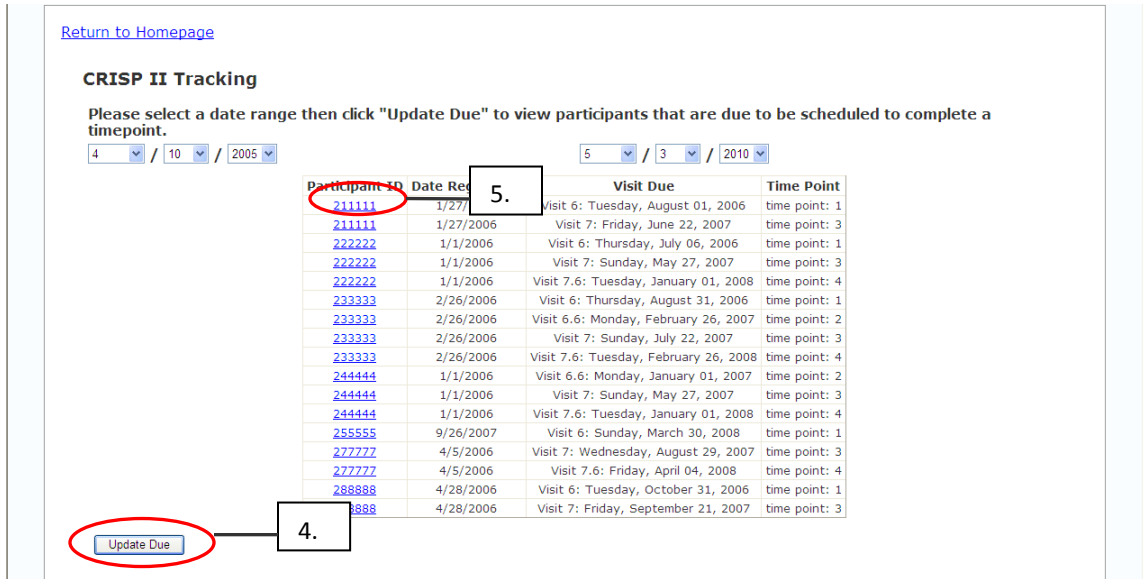 Return to Homepage
CRISP II Tracking
Please select a date range then click "Update Due" to view participants that are due to be scheduled to complete a
timepoint.
4 / 10 / 2005 5 / 3 / 2010
Participant ID Date Reg Visit Due Time Point
5.
211111 1/27/ Visit 6: Tuesday, August 01, 2006 time point: 1
211111 1/27/2006 Visit 7: Friday, June 22, 2007 time point: 3
222222 1/1/2006 Visit 6: Thursday, July 06, 2006 time point: 1
222222 1/1/2006 Visit 7: Sunday, May 27, 2007 time point: 3
222222 1/1/2006 Visit 7.6: Tuesday, January 01, 2008 time point: 4
233333 2/26/2006 Visit 6: Thursday, August 31, 2006 time point: 1
233333 2/26/2006 Visit 6.6: Monday, February 26, 2007 time point: 2
233333 2/26/2006 Visit 7: Sunday, July 22, 2007 time point: 3
233333 2/26/2006 Visit 7.6: Tuesday, February 26, 2008 time point: 4
244444 1/1/2006 Visit 6.6: Monday, January 01, 2007 time point: 2
244444 1/1/2006 Visit 7: Sunday, May 27, 2007 time point: 3
244444 1/1/2006 Visit 7.6: Tuesday, January 01, 2008 time point: 4
255555 9/26/2007 Visit 6: Sunday, March 30, 2008 time point: 1
277777 4/5/2006 Visit 7: Wednesday, August 29, 2007 time point: 3
277777 4/5/2006 Visit 7.6: Friday, April 04, 2008 time point: 4
288888 4/28/2006 Visit 6: Tuesday, October 31, 2006 time point: 1
8888 4/28/2006 Visit 7: Friday, September 21, 2007 time point: 3
4.
Update Due